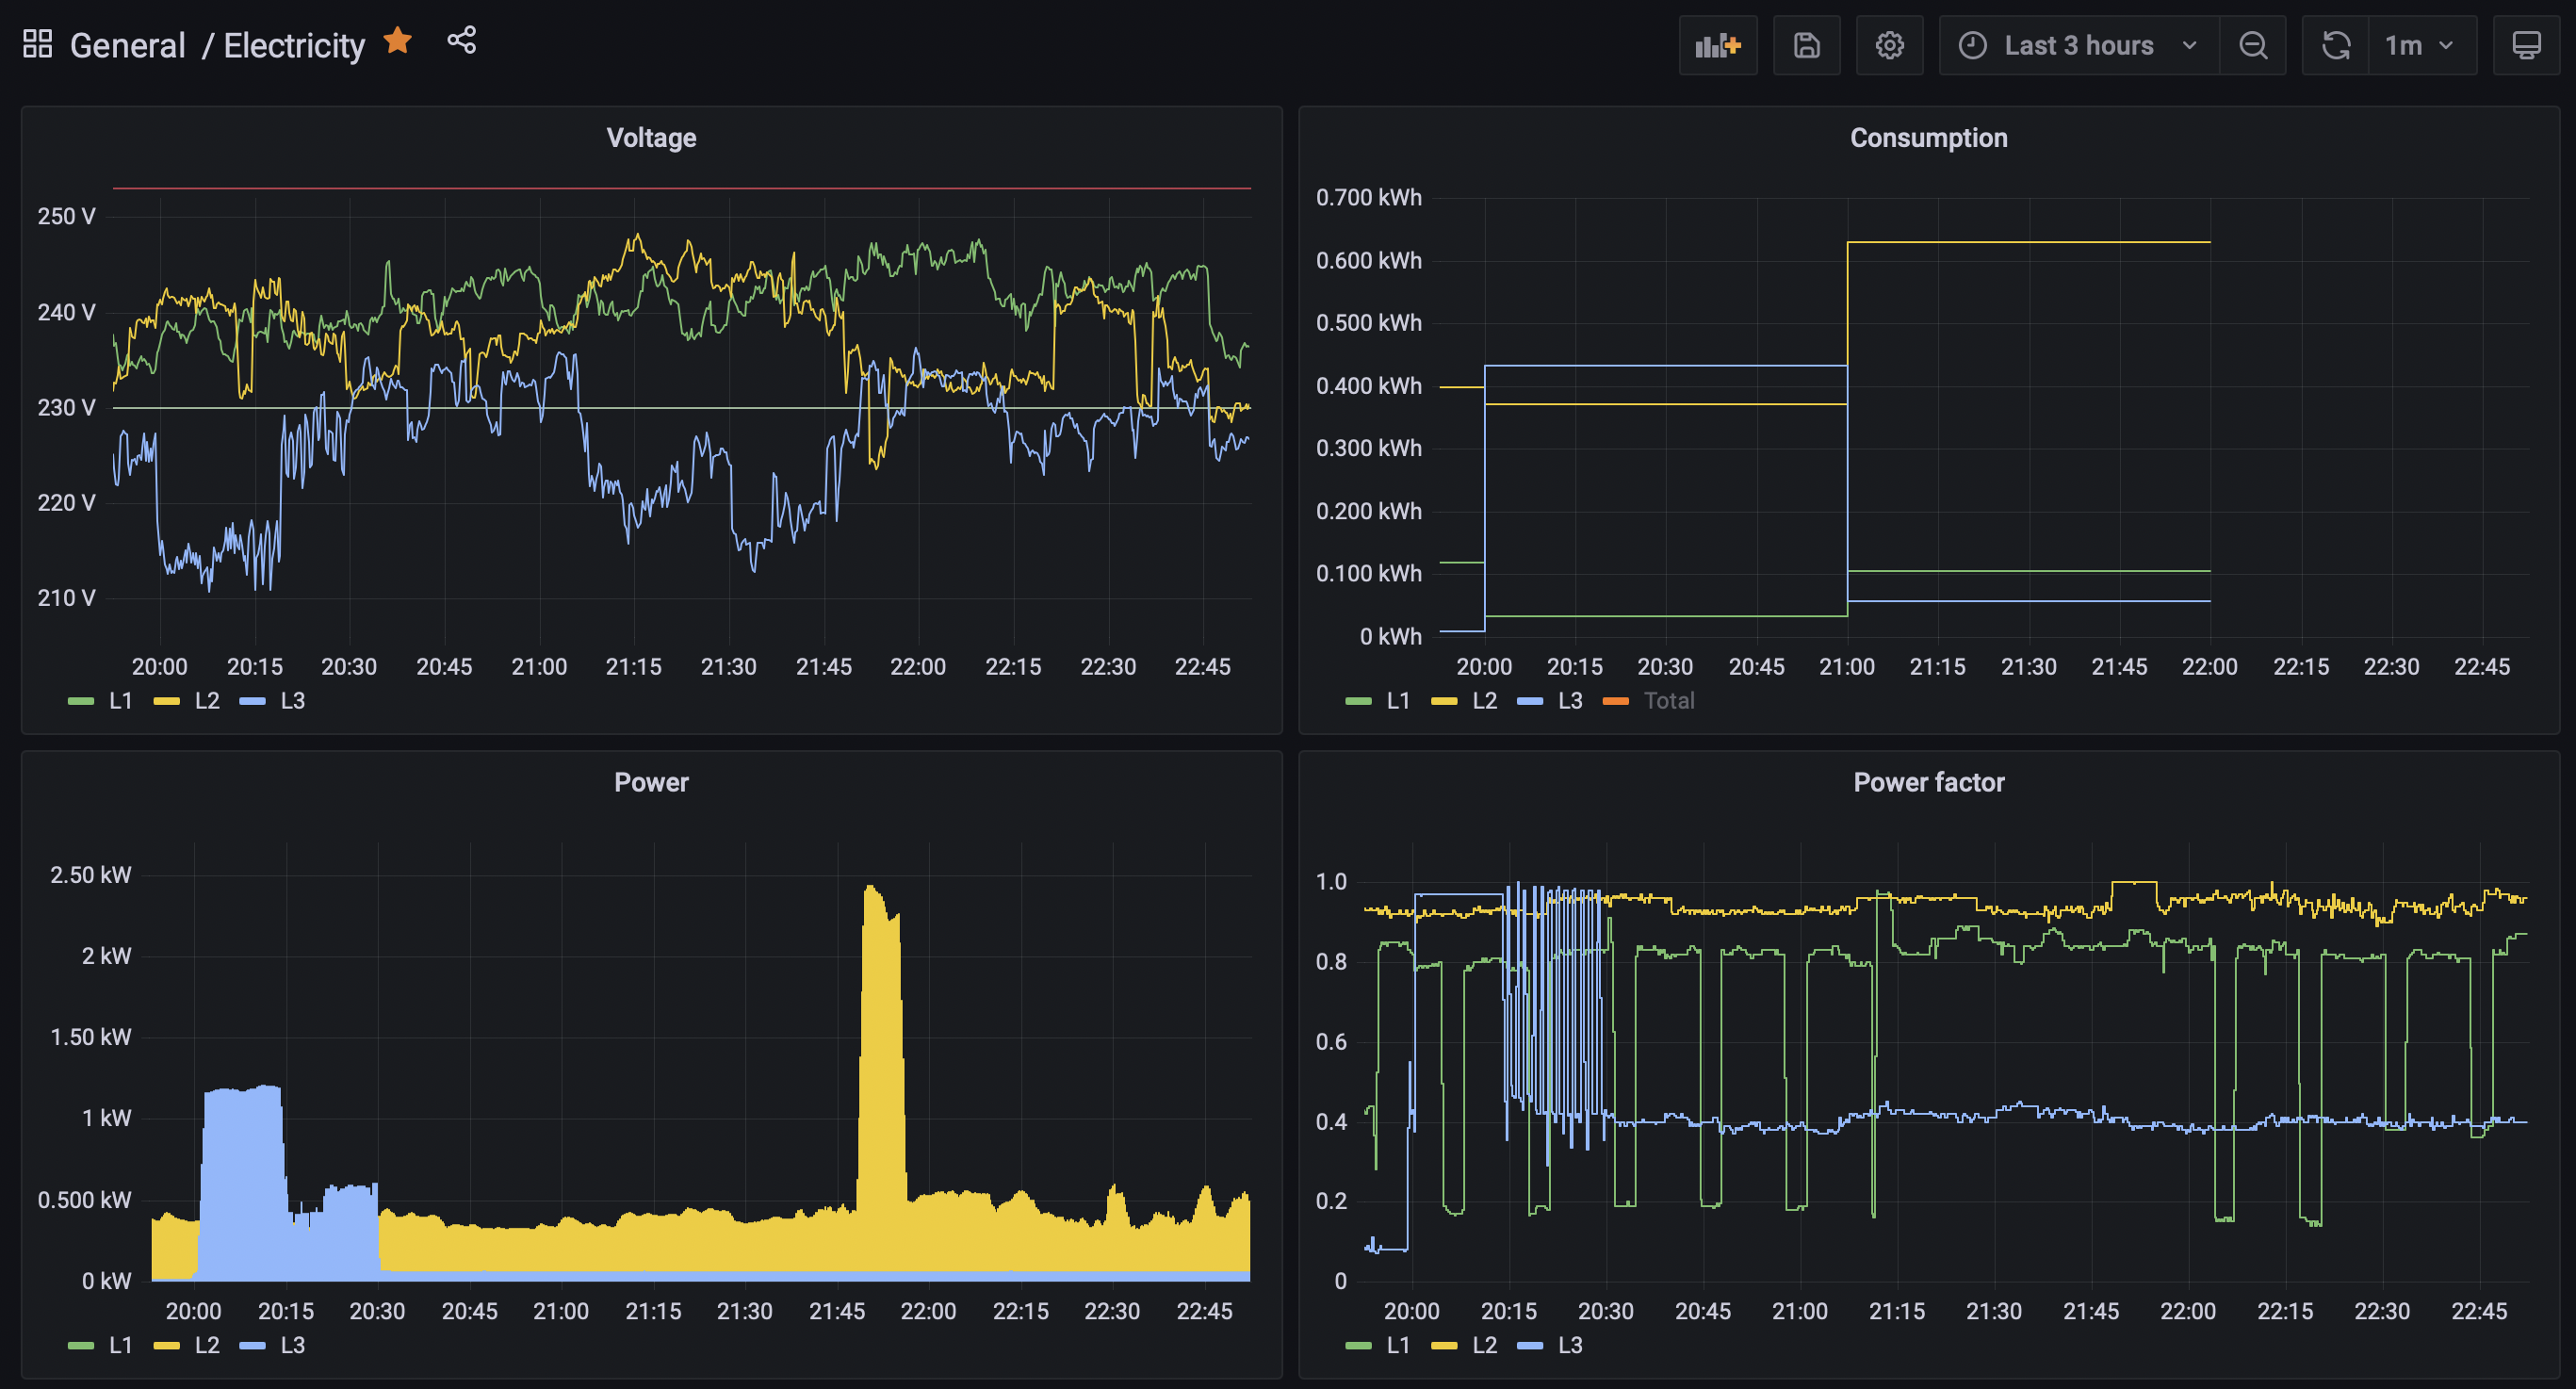 General / Electricity
Last 3 hours
1m
Voltage
250 V
240 V
230 V
220 V
210 V
20:00 20:15 20:30 20:45 21:00 21:15 21:30 21:45 22:00 22:15 22:30 22:45
L1 L2 L3
Consumption
0.700 kWh
0.600 kWh
0.500 kWh
0.400 kWh
0.300 kWh
0.200 kWh
0.100 kWh
0 kWh
20:00 20:15 20:30 20:45 21:00 21:15 21:30 21:45 22:00 22:15 22:30 22:45
L1 L2 L3 Total
Power
2.50 kW
2 kW
1.50 kW
1 kW
0.500 kW
0 kW
20:00 20:15 20:30 20:45 21:00 21:15 21:30 21:45 22:00 22:15 22:30 22:45
L1 L2 L3
Power factor
1.0
0.8
0.6
0.4
0.2
0
20:00 20:15 20:30 20:45 21:00 21:15 21:30 21:45 22:00 22:15 22:30 22:45
L1 L2 L3